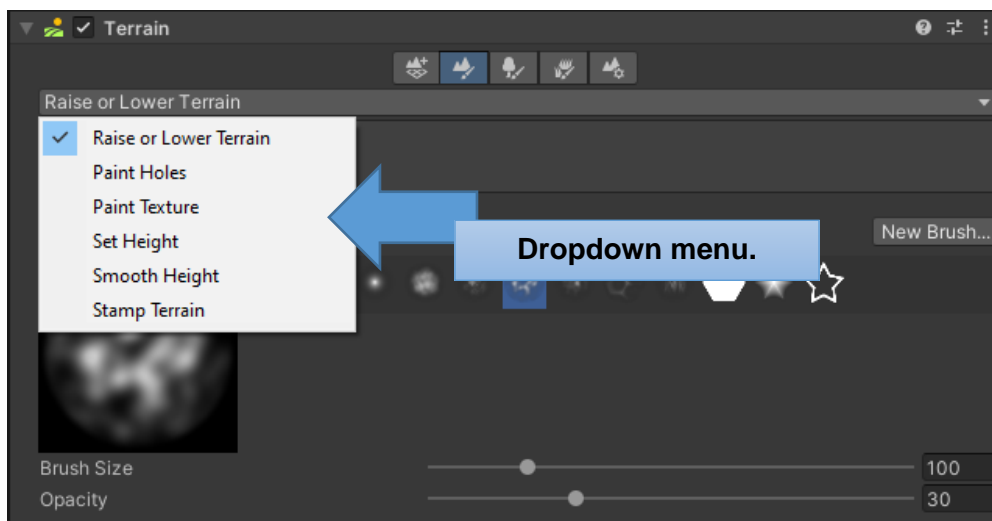 Terrain
Raise or Lower Terrain
Raise or Lower Terrain
Paint Holes
Paint Texture
Set Height
Smooth Height
Stamp Terrain
Dropdown menu.
New Brush...
Brush Size
100
Opacity
30